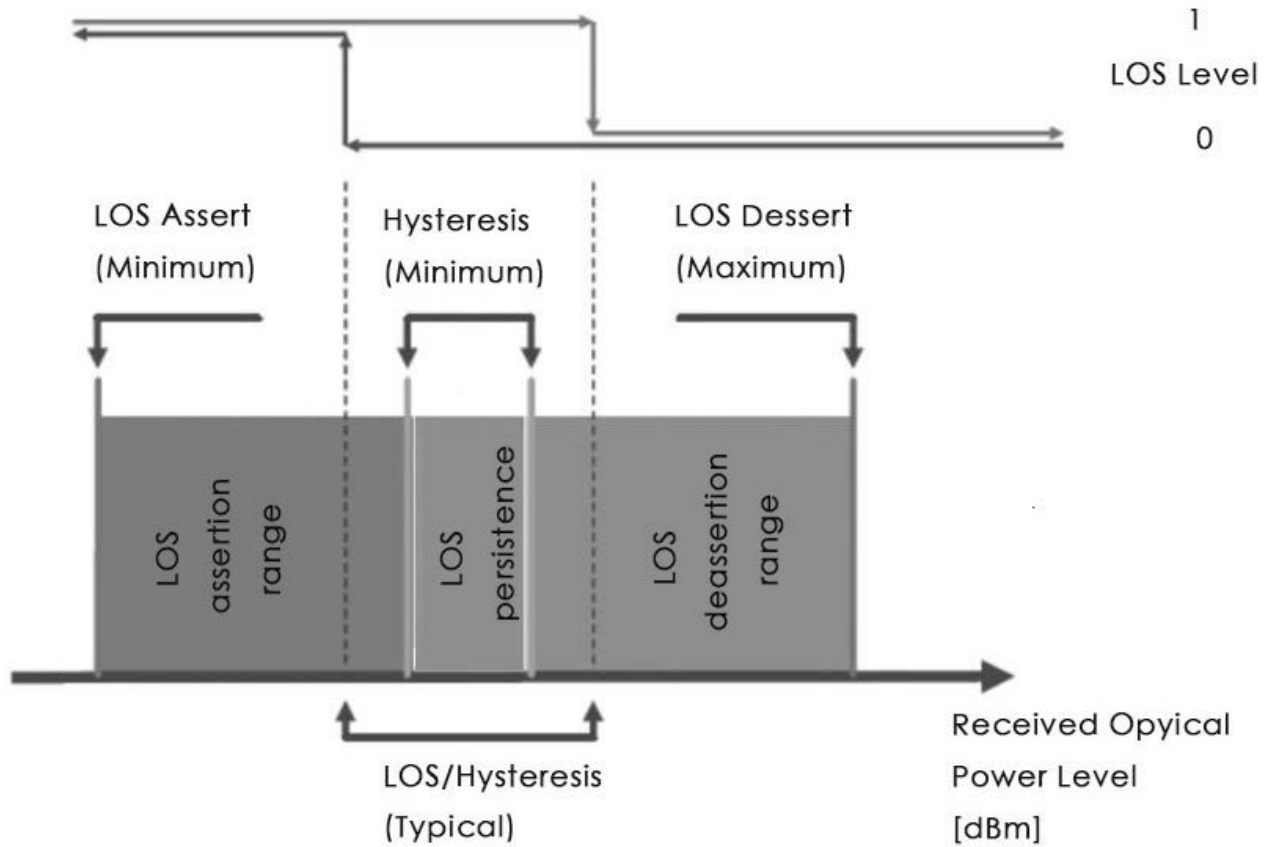 1
LOS Level
0
LOS Assert
(Minimum)
Hysteresis
(Minimum)
LOS Dessert
(Maximum)
LOS
assertion
range
LOS
persistence
LOS
deassertion
range
LOS/Hysteresis
(Typical)
Received Opyical
Power Level
[dBm]